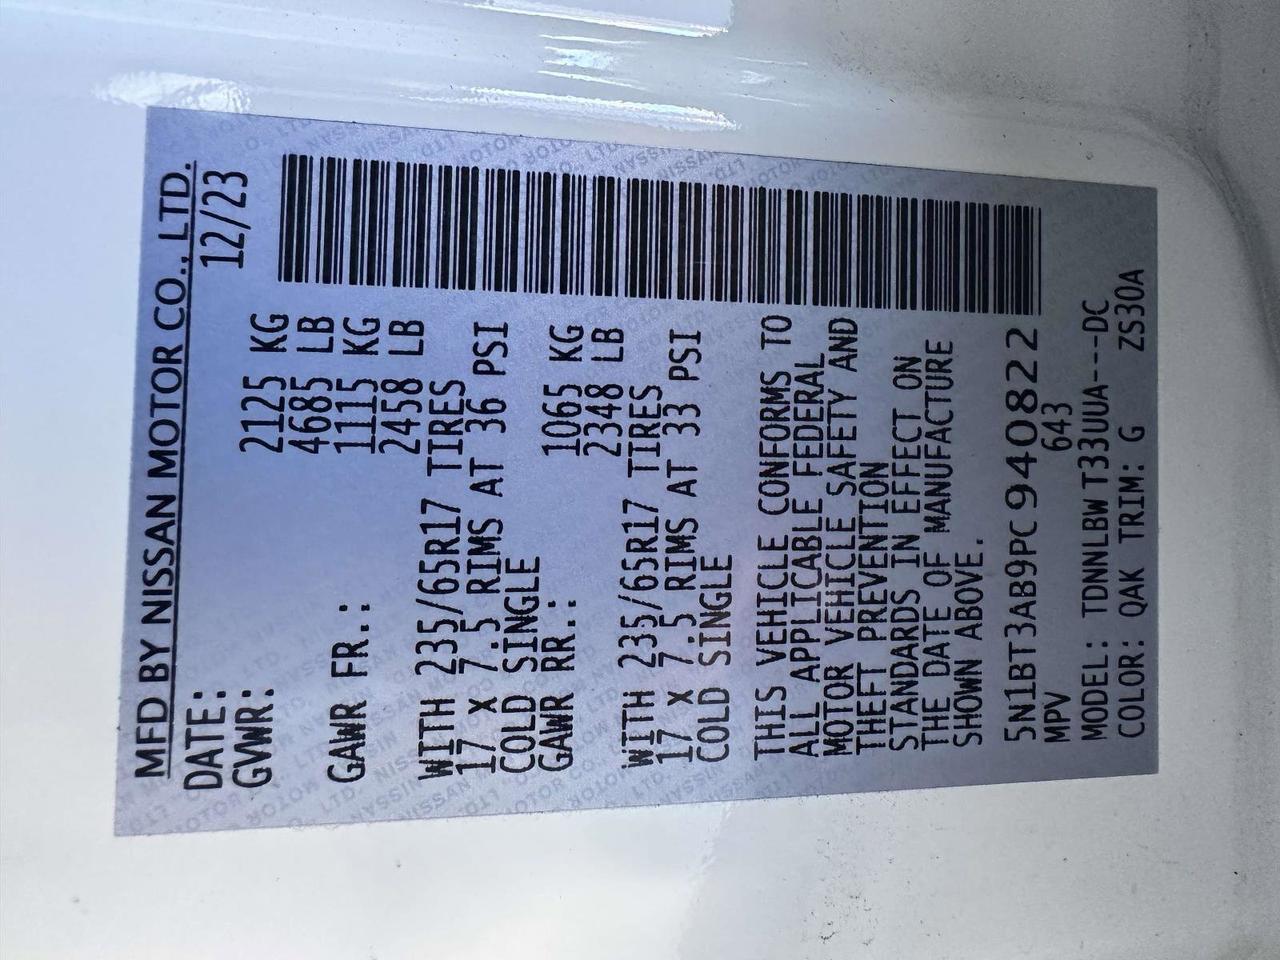 MFD BY NISSAN MOTOR CO., LTD.
DATE: 12/23
GVWR: 2125 KG
4685 LB
GAWR FR.: 1115 KG
2458 LB
WITH 235/65R17 TIRES
17 X 7.5 RIMS AT 36 PSI
COLD SINGLE
GAWR RR.: 1065 KG
2348 LB
WITH 235/65R17 TIRES
17 X 7.5 RIMS AT 33 PSI
COLD SINGLE
THIS VEHICLE CONFORMS TO
ALL APPLICABLE FEDERAL
MOTOR VEHICLE SAFETY AND
THEFT PREVENTION
STANDARDS IN EFFECT ON
THE DATE OF MANUFACTURE
SHOWN ABOVE.
5N1BT3AB9PC940822
MPV 643
MODEL: TDNNLBW T33UUA---DC
COLOR: QAK TRIM: G ZS30A